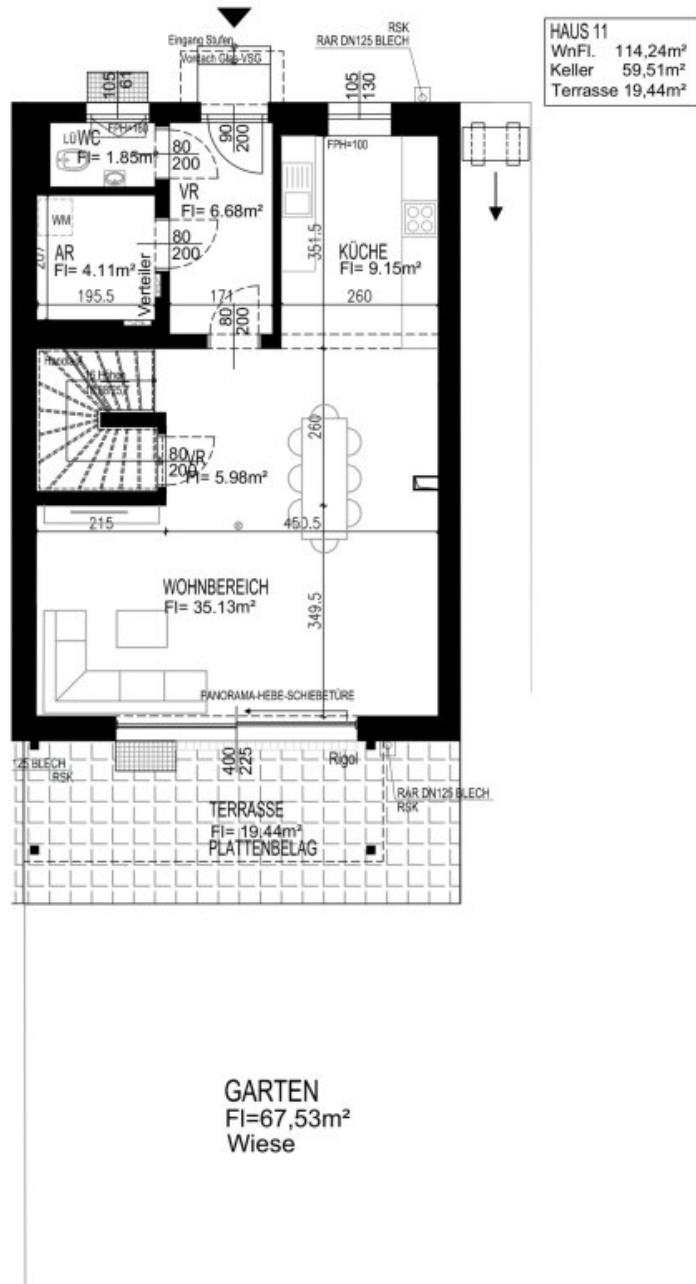 HAUS 11
WnFl. 114,24m²
Keller 59,51m²
Terrasse 19,44m²
RSK
RAR DN125 BLECH
Eingang Stufen
Vordach Glas-VSG
105
61
90
200
105
130
FPH=160
FPH=100
LÜ
WC
Fl= 1.85m²
80
200
VR
Fl= 6.68m²
WM
AR
Fl= 4.11m²
80
200
Verteiler
KÜCHE
Fl= 9.15m²
351.5
195.5
171
260
80
200
16 Höhen
260
80
200
VR
Fl= 5.98m²
215
450.5
WOHNBEREICH
Fl= 35.13m²
349.5
PANORAMA-HEBE-SCHIEBETÜRE
400
225
Rigol
125 BLECH
RSK
RAR DN125 BLECH
RSK
TERRASSE
Fl= 19.44m²
PLATTENBELAG
GARTEN
Fl=67,53m²
Wiese